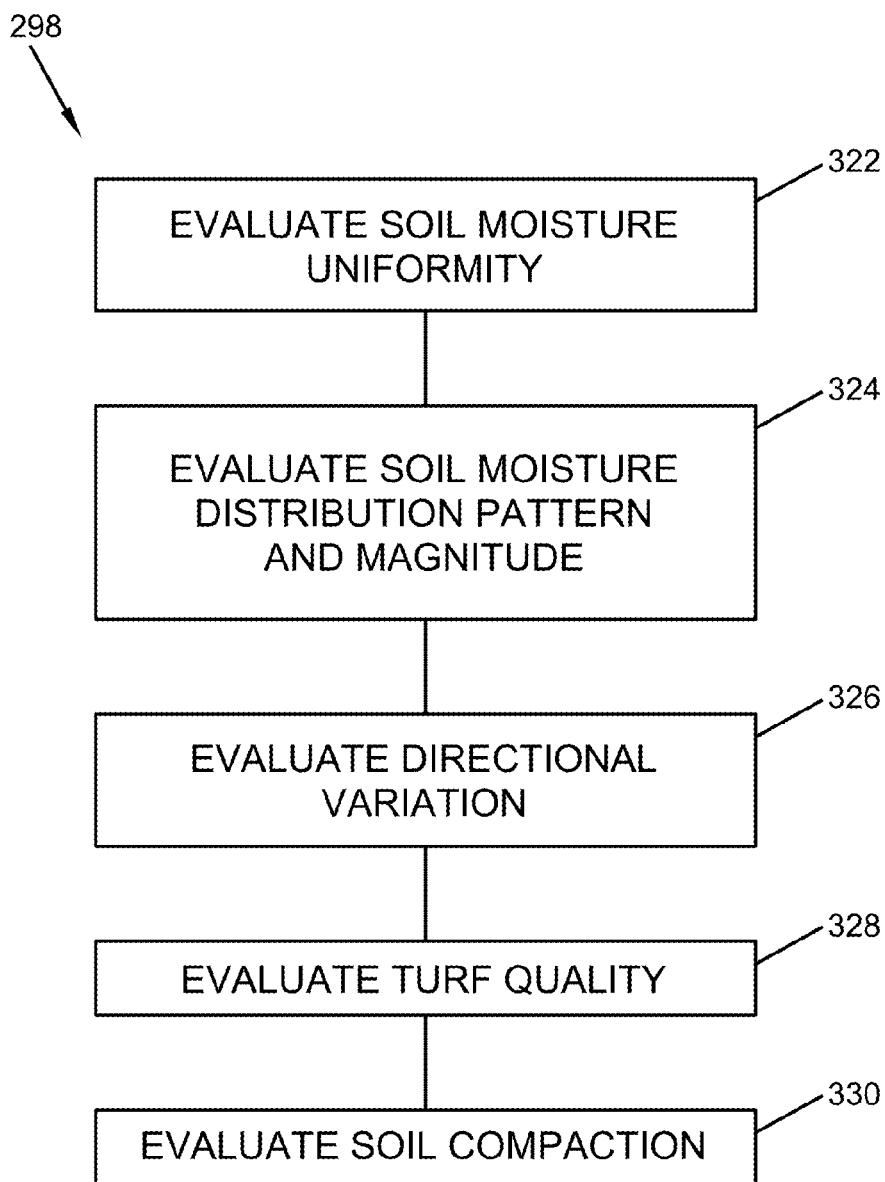 298
322
EVALUATE SOIL MOISTURE
UNIFORMITY
324
EVALUATE SOIL MOISTURE
DISTRIBUTION PATTERN
AND MAGNITUDE
326
EVALUATE DIRECTIONAL
VARIATION
328
EVALUATE TURF QUALITY
330
EVALUATE SOIL COMPACTION